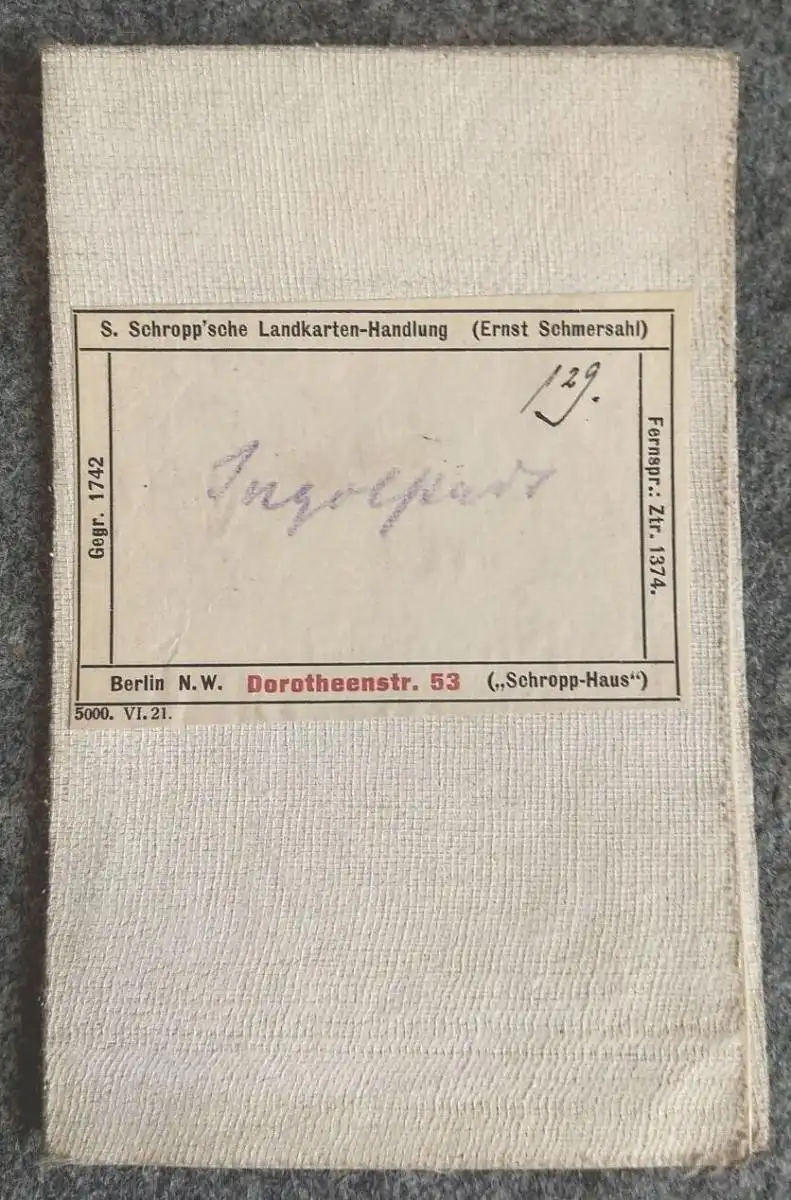 S. Schropp'sche Landkarten-Handlung (Ernst Schmersahl)
129.
Gegr. 1742
Ingolstadt
Fernspr.: Ztr. 1374.
Berlin N.W. Dorotheenstr. 53 („Schropp-Haus“)
5000. VI. 21.